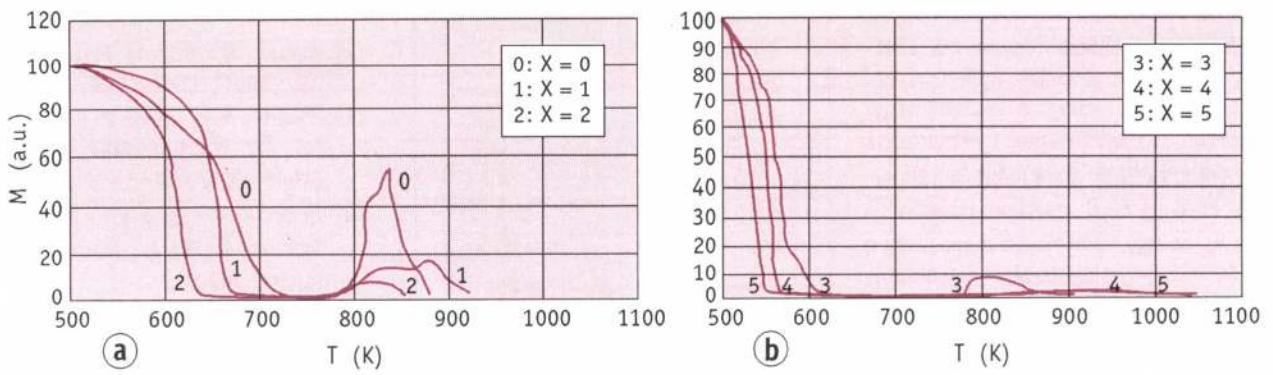 120
100
80
60
40
20
0
M (a.u.)
0: X = 0
1: X = 1
2: X = 2
0
0
1
2
2
1
500 600 700 800 900 1000 1100
a
T (K)
100
90
80
70
60
50
40
30
20
10
0
3: X = 3
4: X = 4
5: X = 5
5 4 3 3 4 5
500 600 700 800 900 1000 1100
b
T (K)